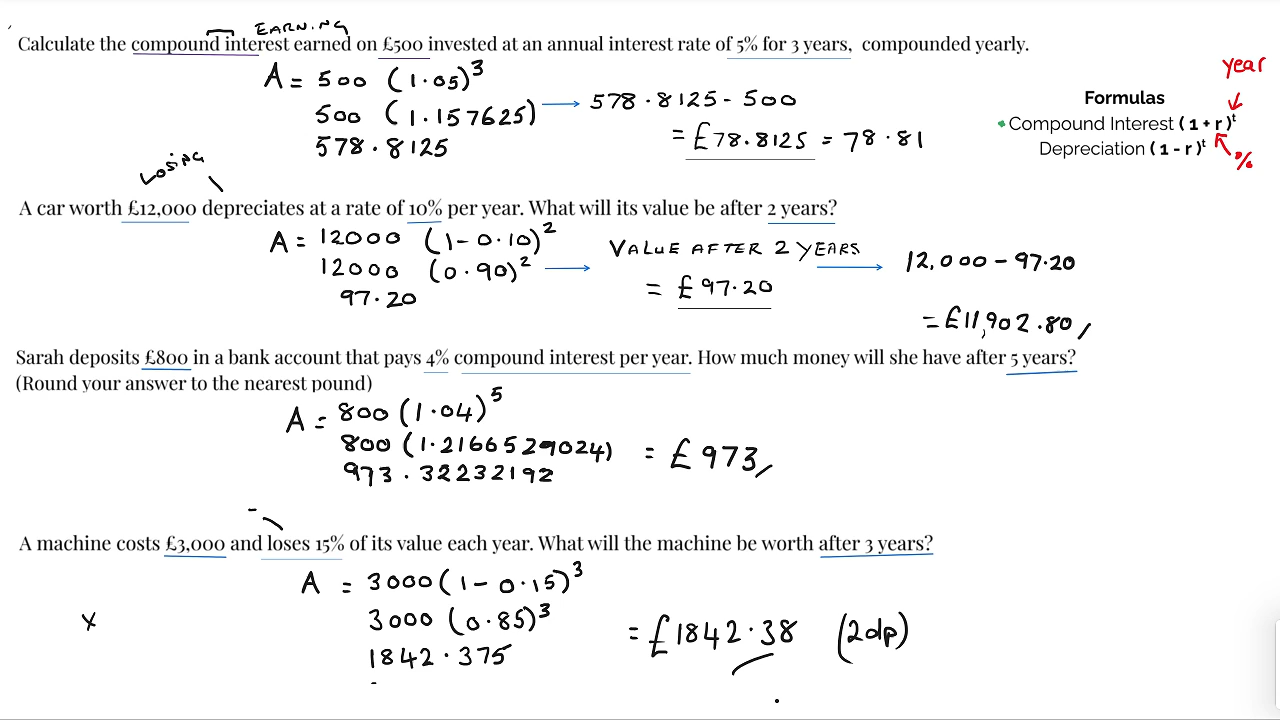 EARNING
Calculate the compound interest earned on £500 invested at an annual interest rate of 5% for 3 years, compounded yearly.
A = 500 (1.05)³
500 (1.157625) → 578.8125 - 500
578.8125
= £78.8125 = 78.81
year
Formulas
Compound Interest (1 + r)ᵗ
Depreciation (1 - r)ᵗ
%
LOSING
A car worth £12,000 depreciates at a rate of 10% per year. What will its value be after 2 years?
A = 12000 (1 - 0.10)²
12000 (0.90)² →
97.20
VALUE AFTER 2 YEARS →
= £97.20
12,000 - 97.20
= £11,902.80
Sarah deposits £800 in a bank account that pays 4% compound interest per year. How much money will she have after 5 years?
(Round your answer to the nearest pound)
A = 800 (1.04)⁵
800 (1.2166529024)
973.32232192
= £973
-
A machine costs £3,000 and loses 15% of its value each year. What will the machine be worth after 3 years?
A = 3000 (1 - 0.15)³
3000 (0.85)³
1842.375
= £1842.38 (2dp)
x